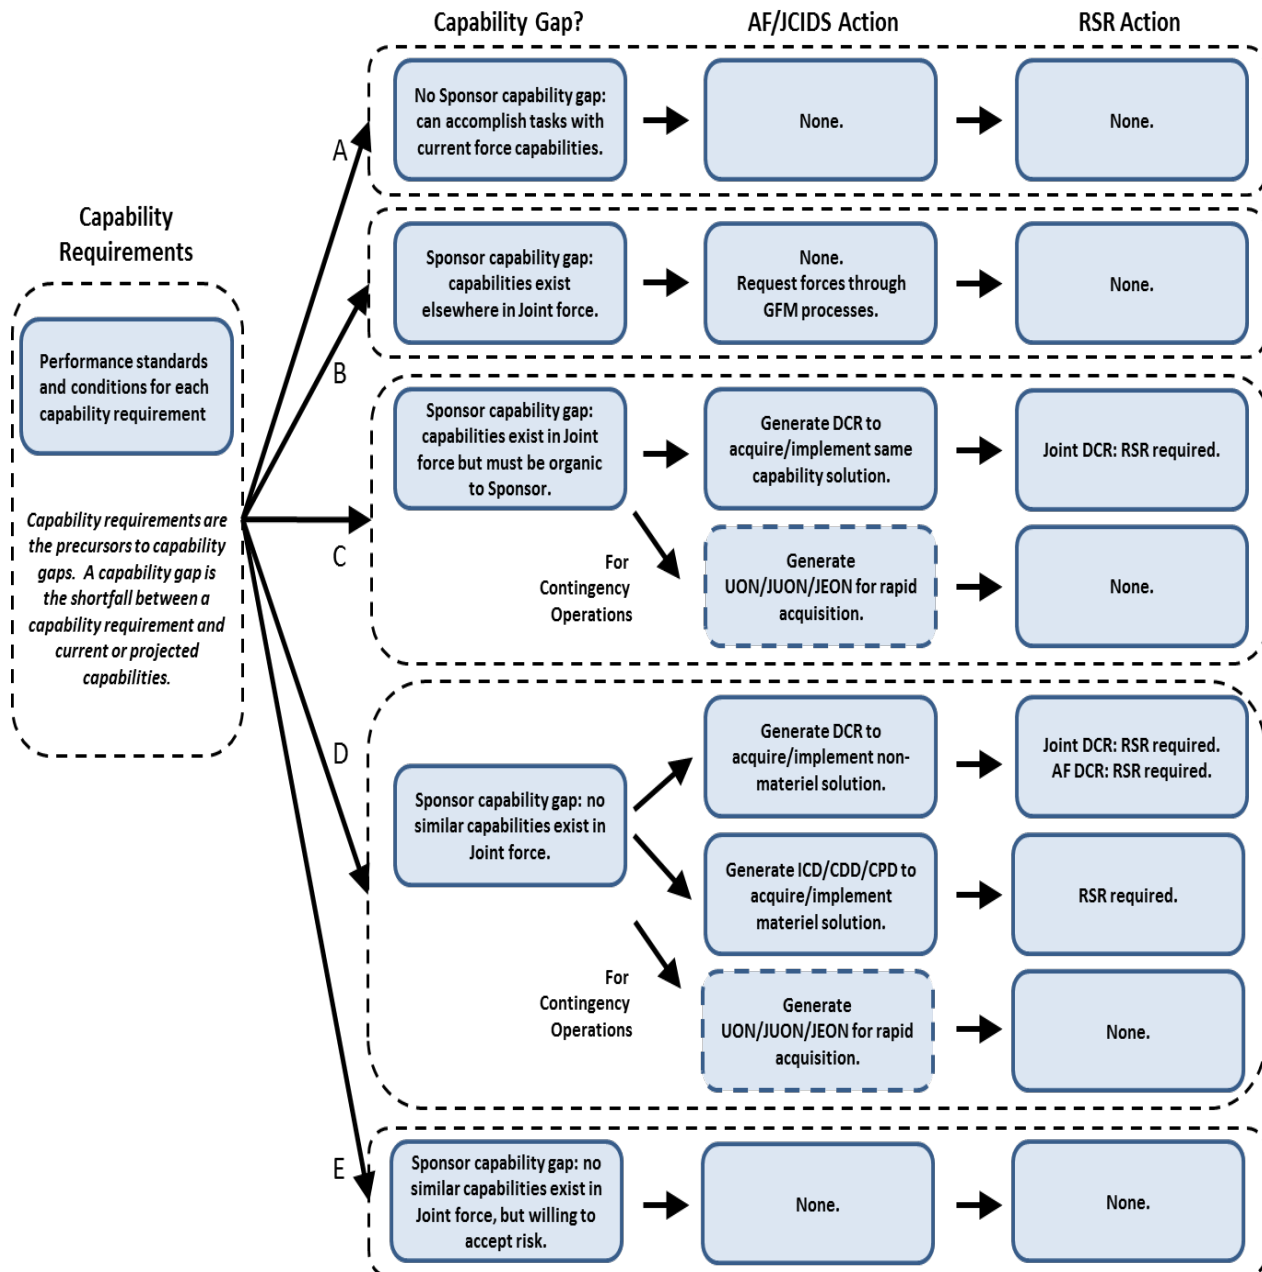 Capability Gap?
AF/JCIDS Action
RSR Action
A
No Sponsor capability gap:
can accomplish tasks with
current force capabilities.
None.
None.
Capability
Requirements
Performance standards
and conditions for each
capability requirement
Capability requirements are
the precursors to capability
gaps. A capability gap is
the shortfall between a
capability requirement and
current or projected
capabilities.
B
Sponsor capability gap:
capabilities exist
elsewhere in Joint force.
None.
Request forces through
GFM processes.
None.
C
Sponsor capability gap:
capabilities exist in Joint
force but must be organic
to Sponsor.
Generate DCR to
acquire/implement same
capability solution.
Joint DCR: RSR required.
For
Contingency
Operations
Generate
UON/JUON/JEON for rapid
acquisition.
None.
D
Sponsor capability gap: no
similar capabilities exist in
Joint force.
Generate DCR to
acquire/implement non-
materiel solution.
Joint DCR: RSR required.
AF DCR: RSR required.
Generate ICD/CDD/CPD to
acquire/implement
materiel solution.
RSR required.
For
Contingency
Operations
Generate
UON/JUON/JEON for rapid
acquisition.
None.
E
Sponsor capability gap: no
similar capabilities exist in
Joint force, but willing to
accept risk.
None.
None.